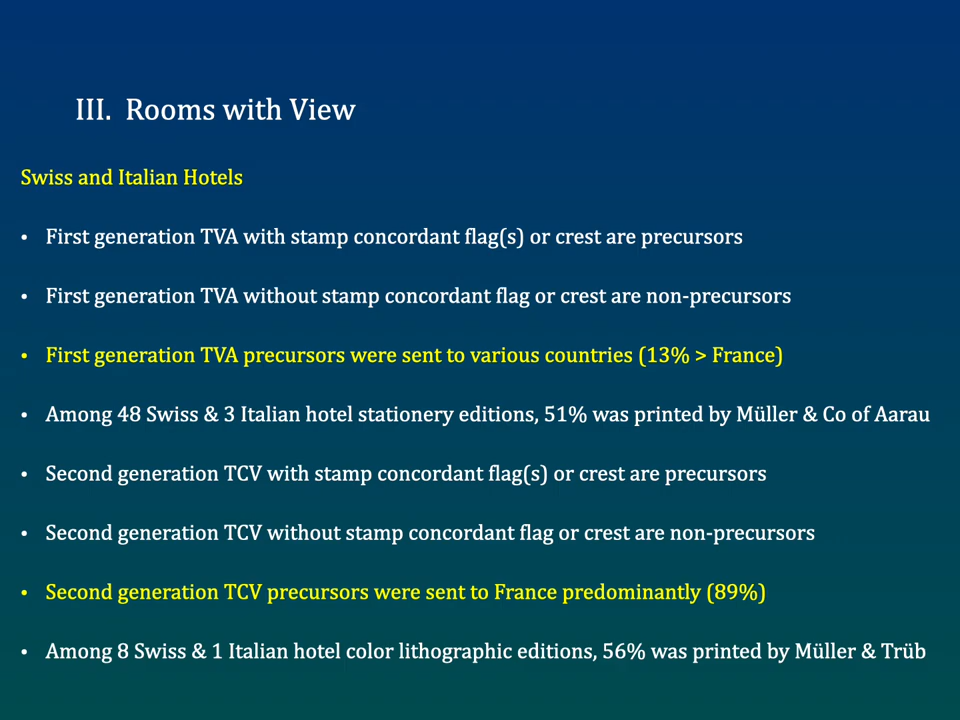 III. Rooms with View
Swiss and Italian Hotels
• First generation TVA with stamp concordant flag(s) or crest are precursors
• First generation TVA without stamp concordant flag or crest are non-precursors
• First generation TVA precursors were sent to various countries (13% > France)
• Among 48 Swiss & 3 Italian hotel stationery editions, 51% was printed by Müller & Co of Aarau
• Second generation TCV with stamp concordant flag(s) or crest are precursors
• Second generation TCV without stamp concordant flag or crest are non-precursors
• Second generation TCV precursors were sent to France predominantly (89%)
• Among 8 Swiss & 1 Italian hotel color lithographic editions, 56% was printed by Müller & Trüb